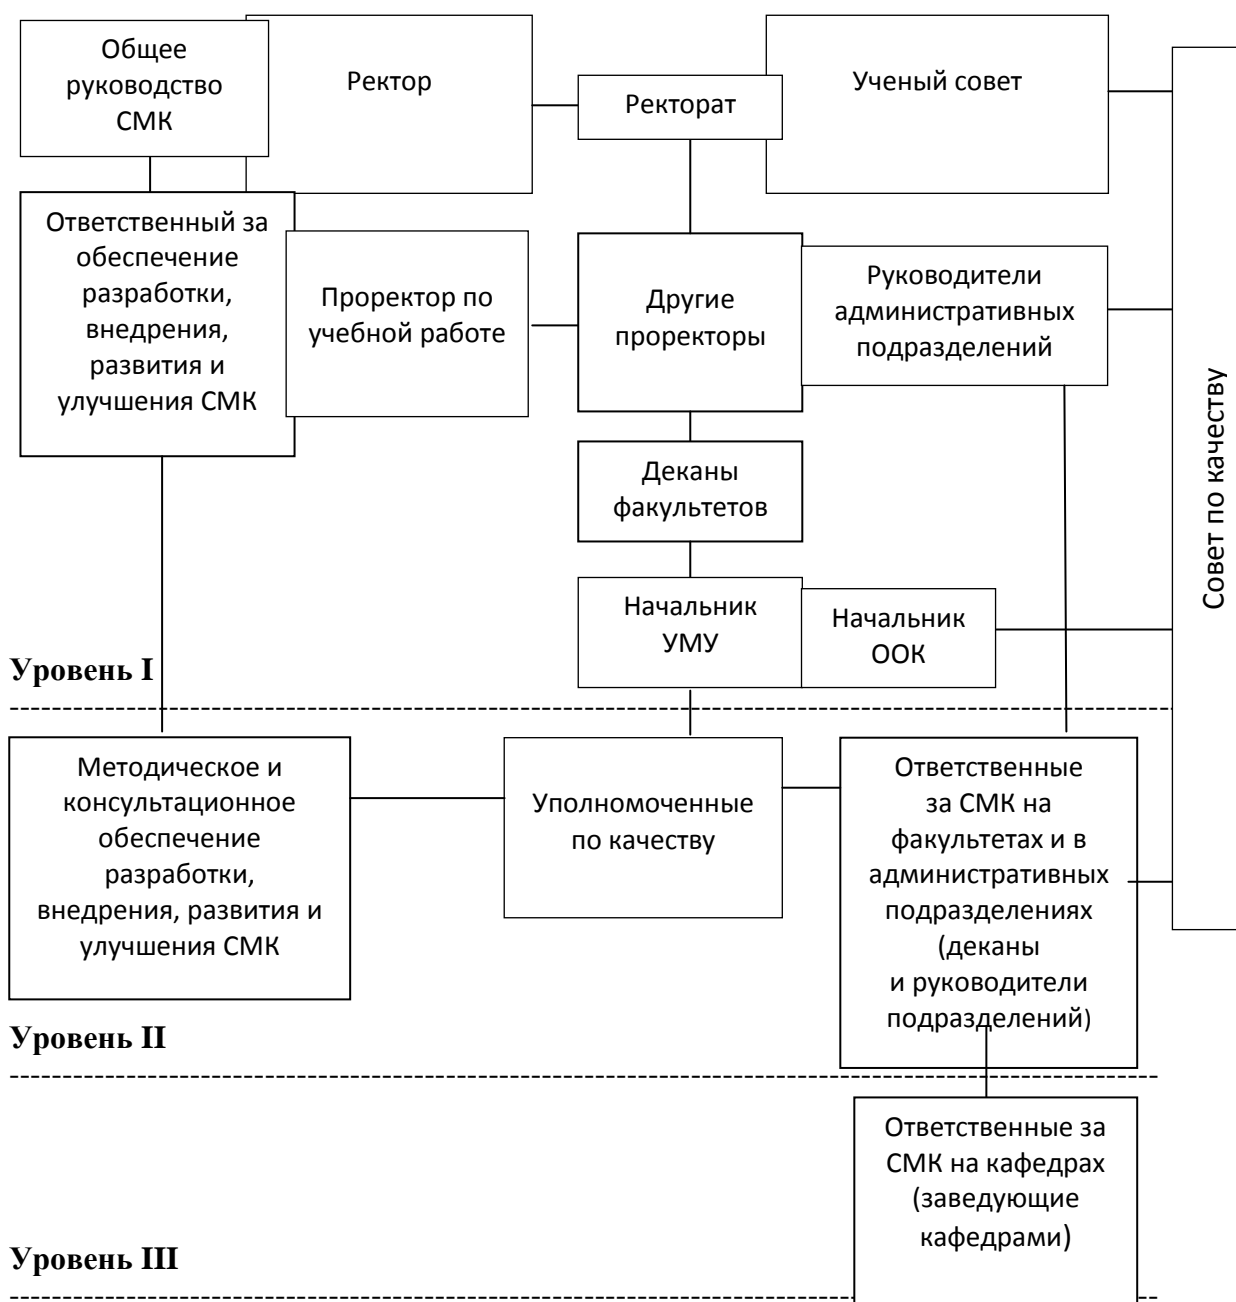 Общее
руководство
СМК
Ректор
Ректорат
Ученый совет
Ответственный за
обеспечение
разработки,
внедрения,
развития и
улучшения СМК
Проректор по
учебной работе
Другие
проректоры
Руководители
административных
подразделений
Деканы
факультетов
Начальник
УМУ
Начальник
ООК
Совет по качеству
Уровень I
Методическое и
консультационное
обеспечение
разработки,
внедрения, развития и
улучшения СМК
Уполномоченные
по качеству
Ответственные
за СМК на
факультетах и в
административных
подразделениях
(деканы
и руководители
подразделений)
Уровень II
Ответственные за
СМК на кафедрах
(заведующие
кафедрами)
Уровень III